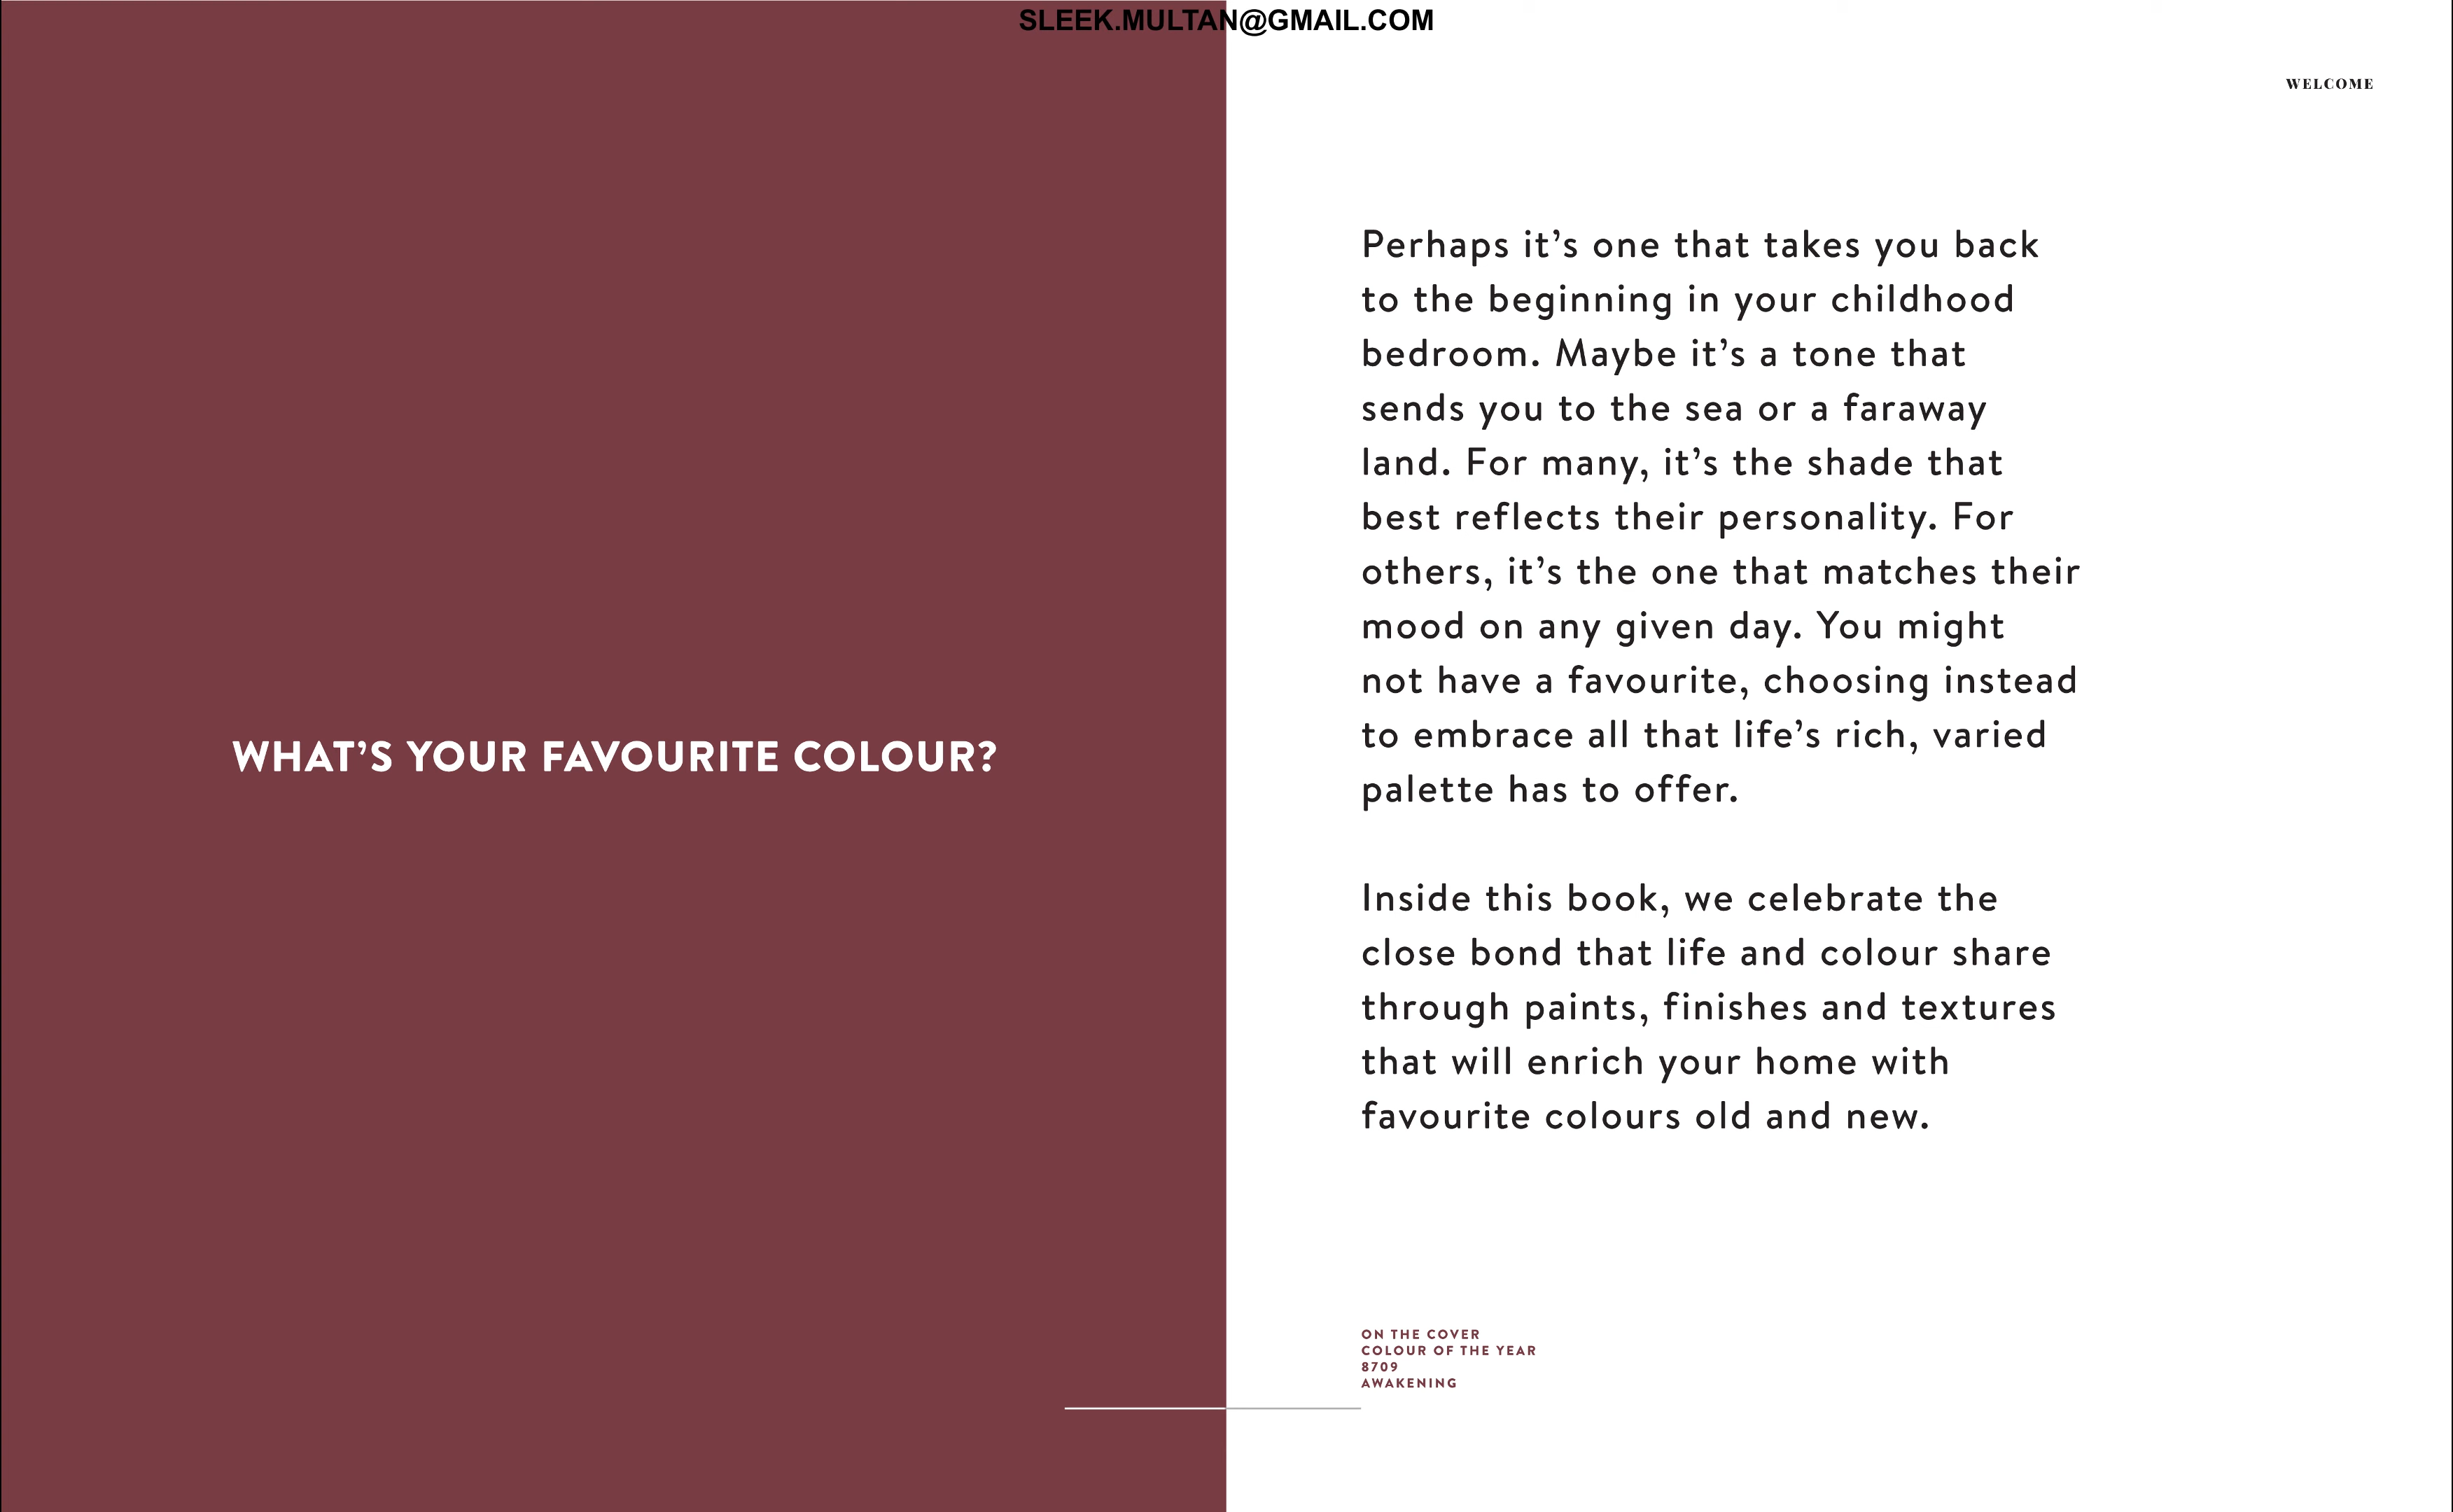 SLEEK.MULTAN@GMAIL.COM
WELCOME
WHAT’S YOUR FAVOURITE COLOUR?
Perhaps it’s one that takes you back
to the beginning in your childhood
bedroom. Maybe it’s a tone that
sends you to the sea or a faraway
land. For many, it’s the shade that
best reflects their personality. For
others, it’s the one that matches their
mood on any given day. You might
not have a favourite, choosing instead
to embrace all that life’s rich, varied
palette has to offer.
Inside this book, we celebrate the
close bond that life and colour share
through paints, finishes and textures
that will enrich your home with
favourite colours old and new.
ON THE COVER
COLOUR OF THE YEAR
8709
AWAKENING